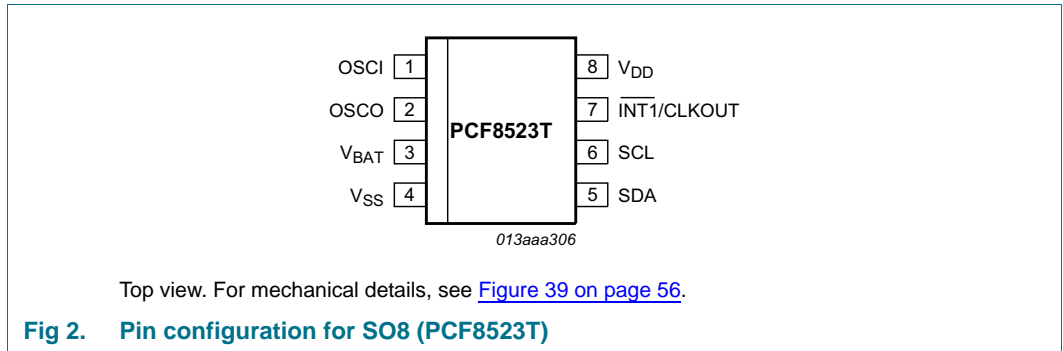 OSCI 1 8 VDD
OSCO 2 7 INT1/CLKOUT
PCF8523T
VBAT 3 6 SCL
VSS 4 5 SDA
013aaa306
Top view. For mechanical details, see Figure 39 on page 56.
Fig 2. Pin configuration for SO8 (PCF8523T)